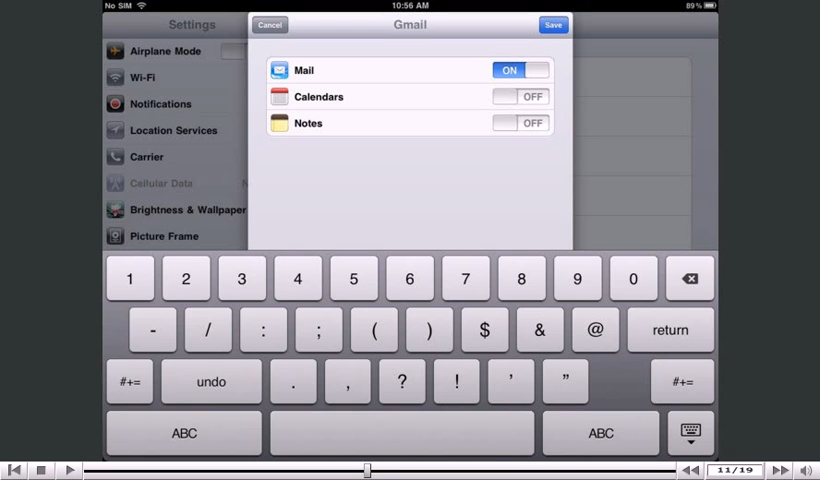 No SIM 10:56 AM 89%
Settings
Cancel Gmail Save
Airplane Mode
Wi-Fi
Notifications
Location Services
Carrier
Cellular Data N
Brightness & Wallpaper
Picture Frame
Mail ON
Calendars OFF
Notes OFF
1 2 3 4 5 6 7 8 9 0
- / : ; ( ) $ & @ return
#+= undo . , ? ! ' ” #+=
ABC ABC
11/19